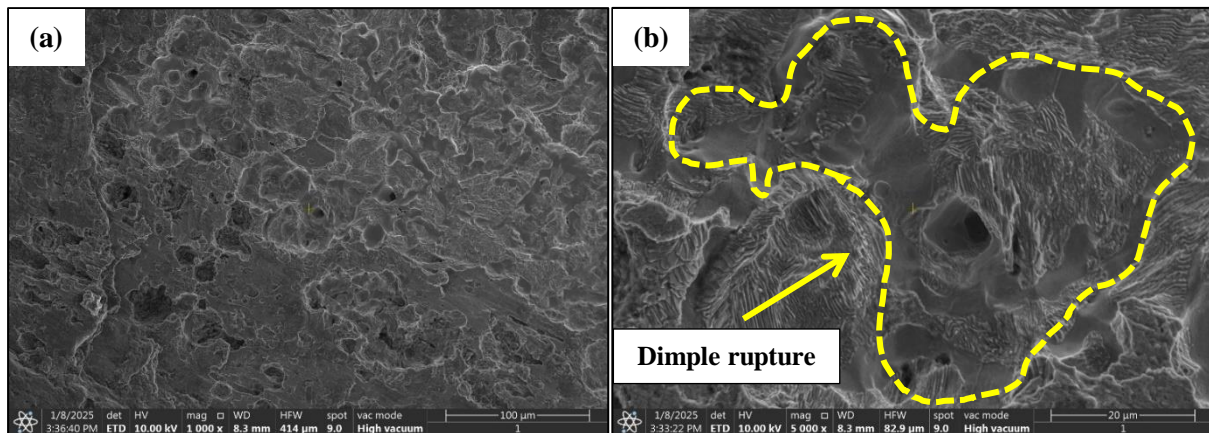 (a)
1/8/2025 det HV mag □ WD HFW spot vac mode 100 µm
3:36:40 PM ETD 10.00 kV 1 000 x 8.3 mm 414 µm 9.0 High vacuum 1
(b)
Dimple rupture
1/8/2025 det HV mag □ WD HFW spot vac mode 20 µm
3:33:22 PM ETD 10.00 kV 5 000 x 8.3 mm 82.9 µm 9.0 High vacuum 1